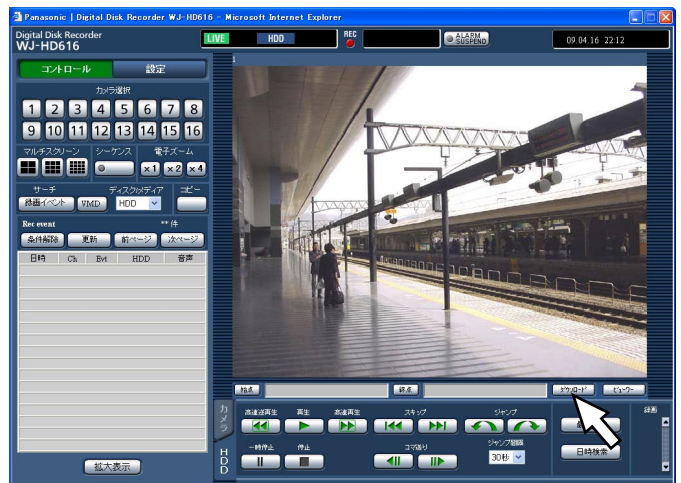 Panasonic | Digital Disk Recorder WJ-HD616 - Microsoft Internet Explorer
Digital Disk Recorder
WJ-HD616
LIVE HDD REC ALARM SUSPEND 09.04.16 22:12
コントロール 設定
カメラ選択
1 2 3 4 5 6 7 8
9 10 11 12 13 14 15 16
マルチスクリーン シーケンス 電子ズーム
x1 x2 x4
サーチ ディスク/メディア コピー
録画イベント VMD HDD
Rec event ** 件
条件解除 更新 前ページ 次ページ
日時 Ch Evt HDD 音声
拡大表示
始点 終点 ダウンロード ビューワー
カメラ
HDD
高速逆再生 再生 高速再生 スキップ ジャンプ 録画
一時停止 停止 コマ送り ジャンプ間隔
30秒
日時検索